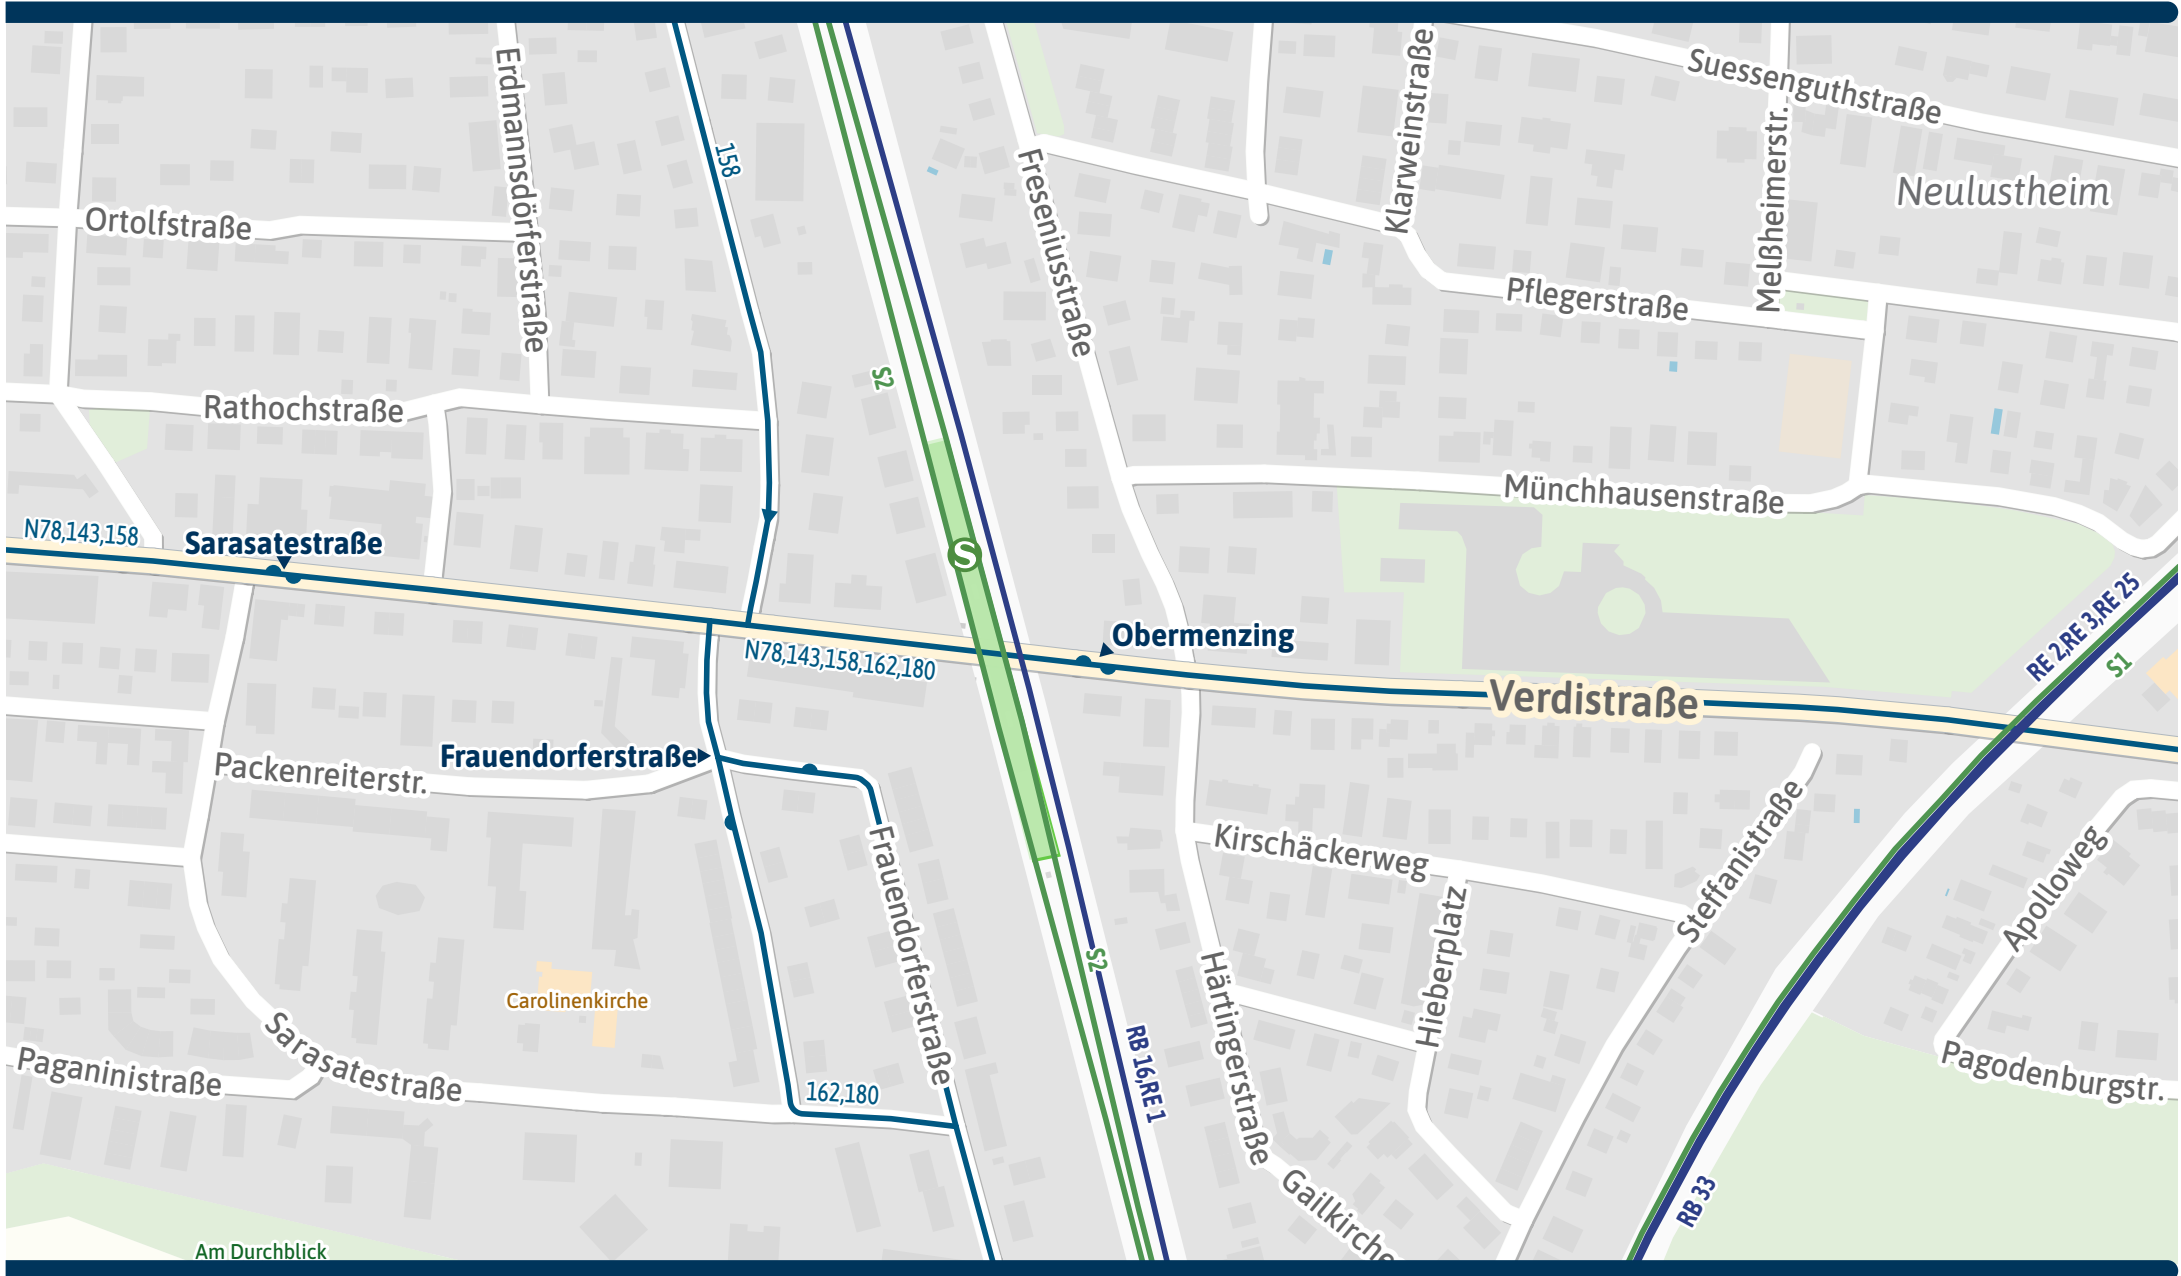 Erdmannsdörferstraße
158
Klarweinstraße
Suessenguthstraße
Melßheimerstr.
Neulustheim
Ortolfstraße
Freseniusstraße
Pflegerstraße
S2
Rathochstraße
Münchhausenstraße
N78,143,158
Sarasatestraße
S
Obermenzing
N78,143,158,162,180
RE 2,RE 3,RE 25
S1
Verdistraße
Frauendorferstraße
Packenreiterstr.
Kirschäckerweg
Steffanistraße
Apolloweg
Frauendorferstraße
Hieberplatz
S2
Carolinenkirche
Härtingerstraße
Sarasatestraße
Paganinistraße
162,180
RB 16,RE 1
Pagodenburgstr.
Gailkirche
RB 33
Am Durchblick